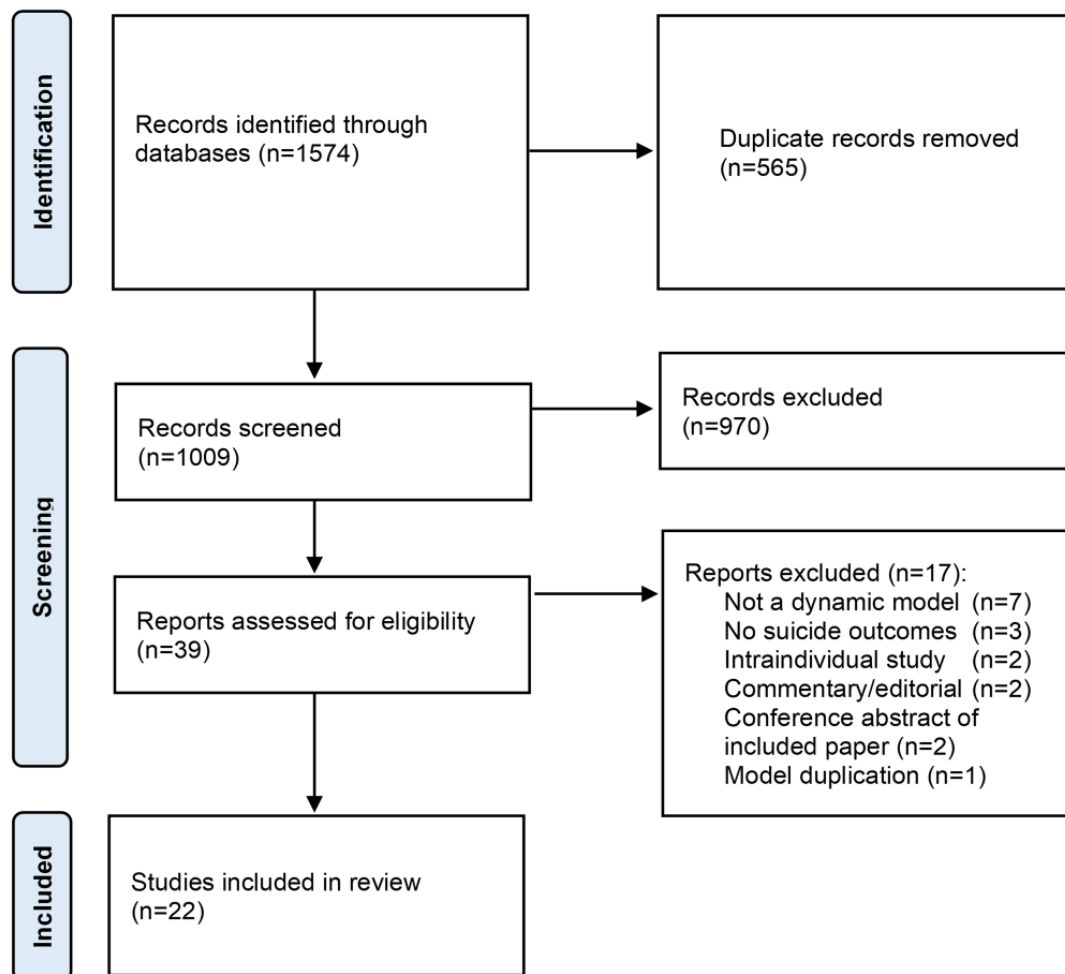 Identification
Records identified through
databases (n=1574)
Duplicate records removed
(n=565)
Screening
Records screened
(n=1009)
Records excluded
(n=970)
Reports assessed for eligibility
(n=39)
Reports excluded (n=17):
Not a dynamic model (n=7)
No suicide outcomes (n=3)
Intraindividual study (n=2)
Commentary/editorial (n=2)
Conference abstract of
included paper (n=2)
Model duplication (n=1)
Included
Studies included in review
(n=22)